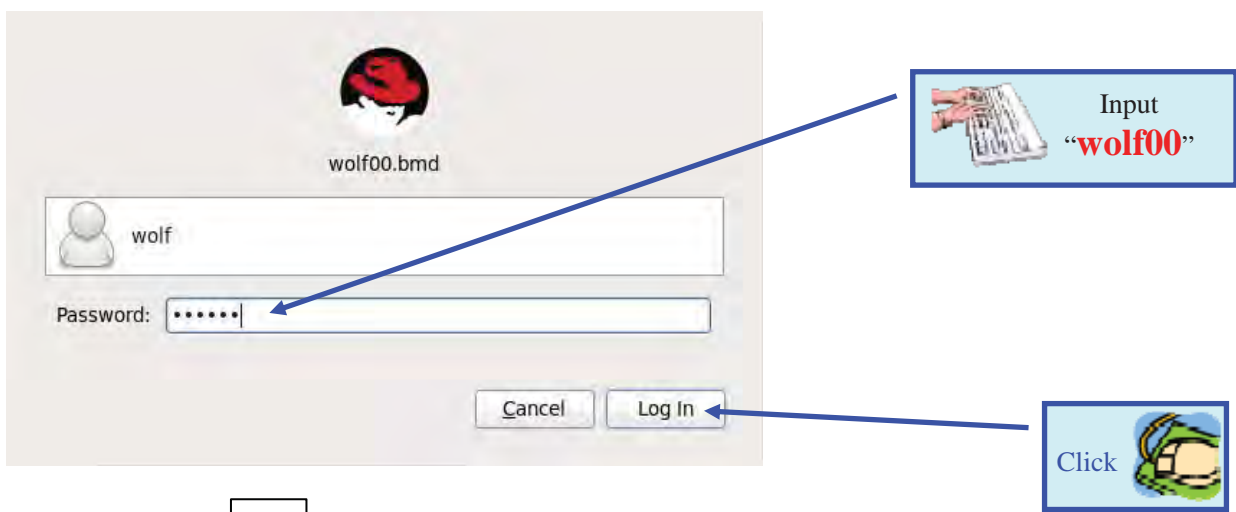 wolf00.bmd
wolf
Password: ••••••
Cancel
Log In
Input
“wolf00”
Click